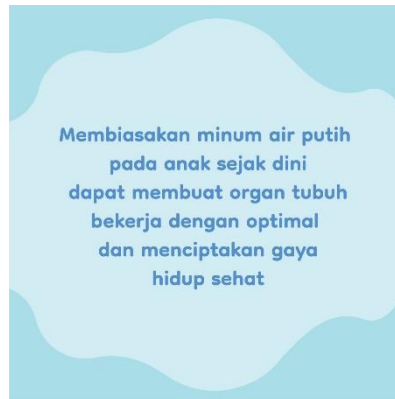 Membiasakan minum air putih
pada anak sejak dini
dapat membuat organ tubuh
bekerja dengan optimal
dan menciptakan gaya
hidup sehat